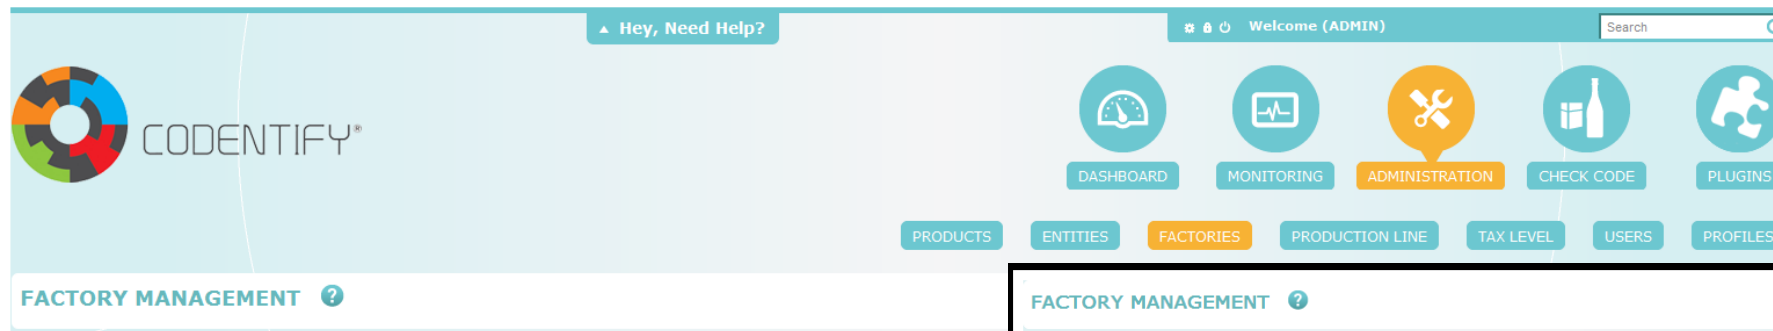 ▲ Hey, Need Help?
Welcome (ADMIN)
Search
CODENTIFY®
DASHBOARD MONITORING ADMINISTRATION CHECK CODE PLUGINS
PRODUCTS ENTITIES FACTORIES PRODUCTION LINE TAX LEVEL USERS PROFILES
FACTORY MANAGEMENT ?
FACTORY MANAGEMENT ?